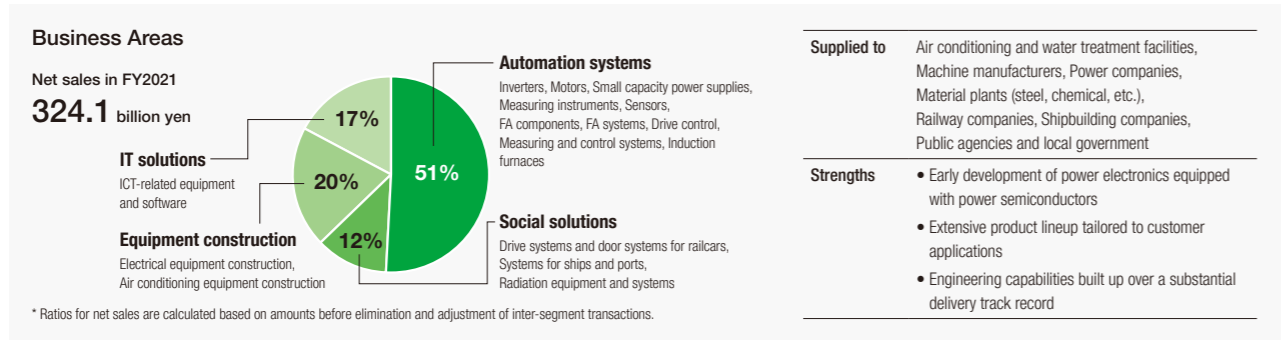 Business Areas
Net sales in FY2021
324.1 billion yen
17%
51%
20%
12%
IT solutions
ICT-related equipment
and software
Equipment construction
Electrical equipment construction,
Air conditioning equipment construction
Automation systems
Inverters, Motors, Small capacity power supplies,
Measuring instruments, Sensors,
FA components, FA systems, Drive control,
Measuring and control systems, Induction
furnaces
Social solutions
Drive systems and door systems for railcars,
Systems for ships and ports,
Radiation equipment and systems
* Ratios for net sales are calculated based on amounts before elimination and adjustment of inter-segment transactions.
Supplied to
Air conditioning and water treatment facilities,
Machine manufacturers, Power companies,
Material plants (steel, chemical, etc.),
Railway companies, Shipbuilding companies,
Public agencies and local government
Strengths
• Early development of power electronics equipped
with power semiconductors
• Extensive product lineup tailored to customer
applications
• Engineering capabilities built up over a substantial
delivery track record